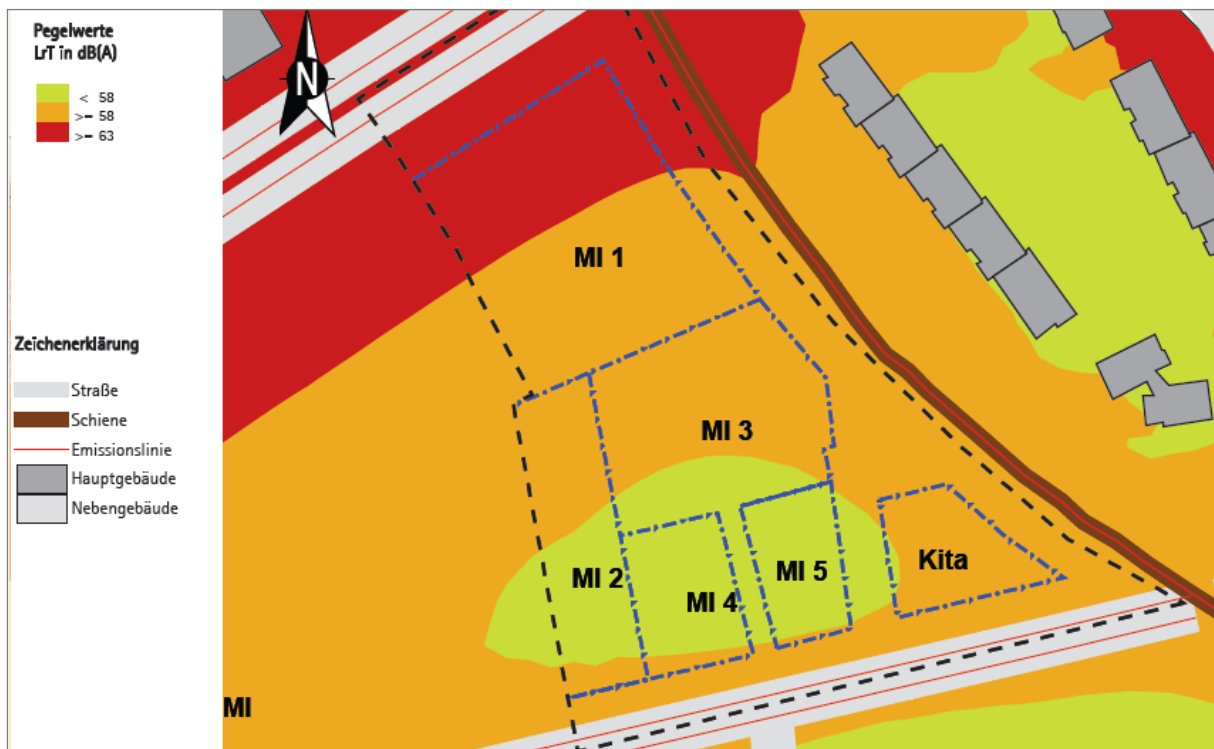 Pegelwerte
LrT in dB(A)
< 58
>= 58
>= 63
N
Zeichenerklärung
Straße
Schiene
Emissionslinie
Hauptgebäude
Nebengebäude
MI 1
MI 3
MI 2
MI 4
MI 5
Kita
MI